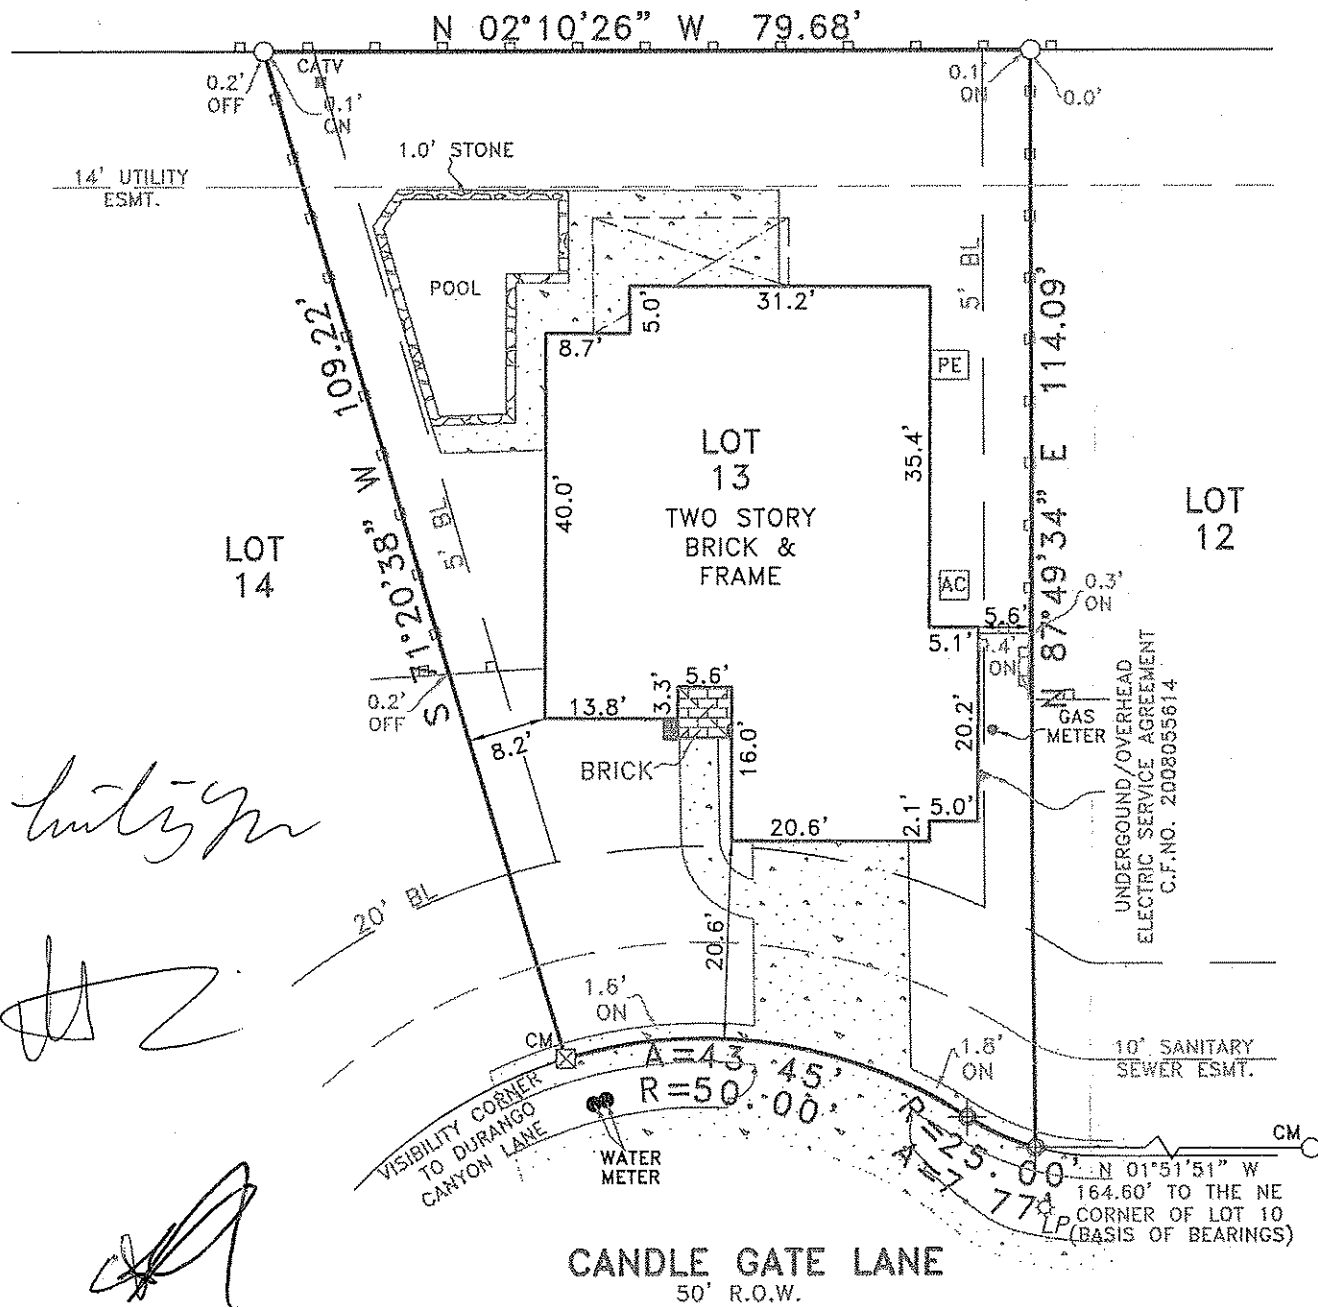 N 02°10'26" W 79.68'
CATV
0.2'
OFF
0.1'
ON
0.1
ON
0.0'
1.0' STONE
14' UTILITY
ESMT.
POOL
31.2'
5.0'
8.7'
5' BL
109.22'
S 71°20'38" W
N 87°49'34" E 114.09'
PE
35.4'
LOT
13
TWO STORY
BRICK &
FRAME
40.0'
LOT
14
LOT
12
5' BL
AC
0.3'
ON
5.6'
5.1'
ON
0.2'
OFF
5.6'
3.3'
13.8'
8.2'
BRICK
16.0'
20.2'
GAS
METER
UNDERGOUND/OVERHEAD
ELECTRIC SERVICE AGREEMENT
C.F.NO. 20080055614
5.0'
2.1'
20.6'
20' BL
20.6'
1.6'
ON
CM
A=43.45'
R=50.00'
1.8'
ON
10' SANITARY
SEWER ESMT.
R=25.00'
A=7.77'
VISIBILITY CORNER
TO DURANGO
CANYON LANE
WATER
METER
CM
N 01°51'51" W
164.60' TO THE NE
CORNER OF LOT 10
(BASIS OF BEARINGS)
LP
CANDLE GATE LANE
50' R.O.W.